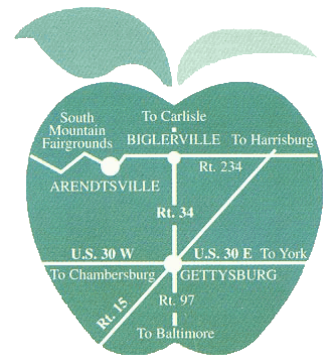 To Carlisle
South
Mountain
Fairgrounds
BIGLERVILLE
To Harrisburg
Rt. 234
ARENDTSVILLE
Rt. 34
U.S. 30 W
U.S. 30 E
To York
To Chambersburg
GETTYSBURG
Rt. 15
Rt. 97
To Baltimore